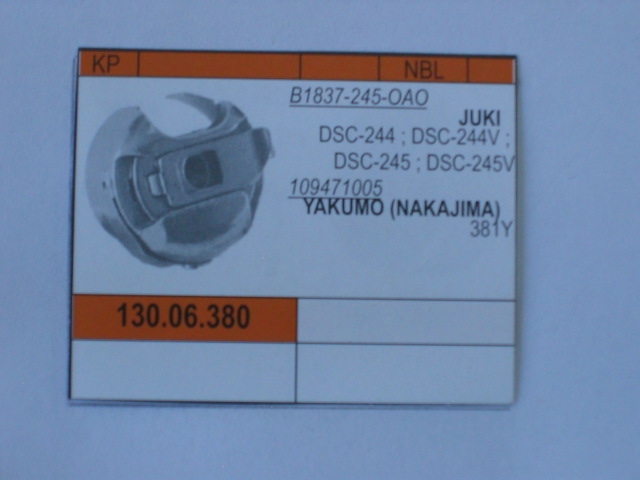 KP NBL
B1837-245-OAO
JUKI
DSC-244 ; DSC-244V ;
DSC-245 ; DSC-245V
109471005
YAKUMO (NAKAJIMA)
381Y
130.06.380